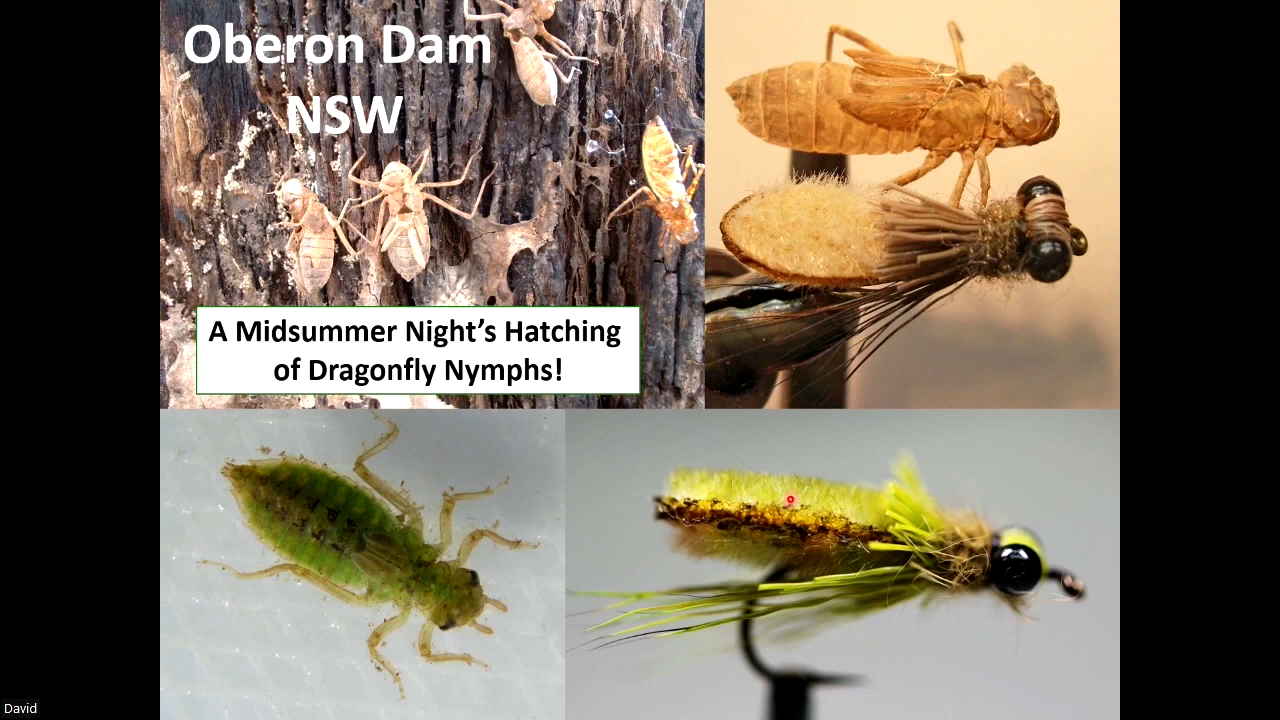 Oberon Dam
NSW
A Midsummer Night’s Hatching
of Dragonfly Nymphs!
David